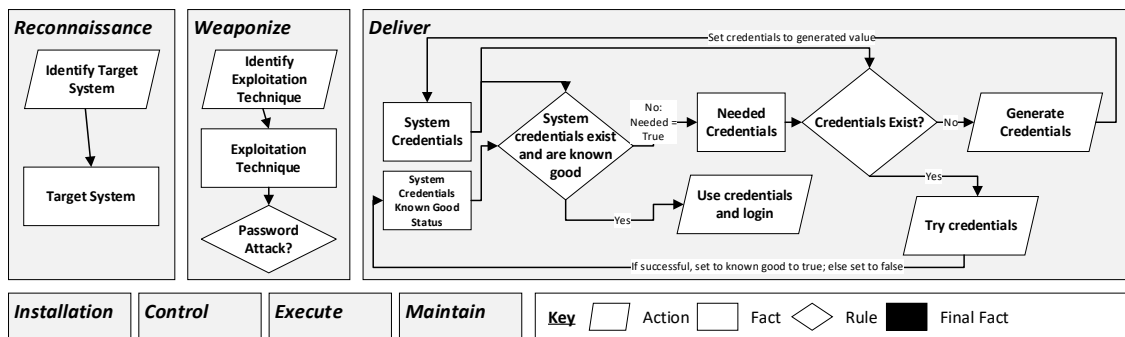 Reconnaissance
Identify Target
System
Target System
Weaponize
Identify
Exploitation
Technique
Exploitation
Technique
Password
Attack?
Deliver
Set credentials to generated value
System
Credentials
System
Credentials
Known Good
Status
System
credentials exist
and are known
good
No:
Needed =
True
Needed
Credentials
Credentials Exist?
No
Generate
Credentials
Yes
Use credentials
and login
Yes
Try credentials
If successful, set to known good to true; else set to false
Installation
Control
Execute
Maintain
Key
Action
Fact
Rule
Final Fact